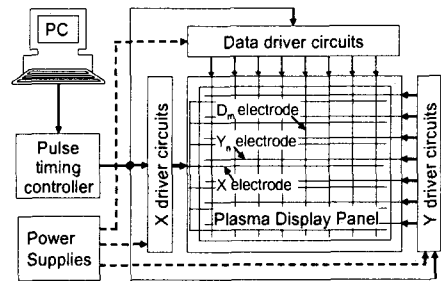 PC
Data driver circuits
Pulse
timing
controller
X driver circuits
Dm electrode
Yn electrode
X electrode
Plasma Display Panel
Y driver circuits
Power
Supplies